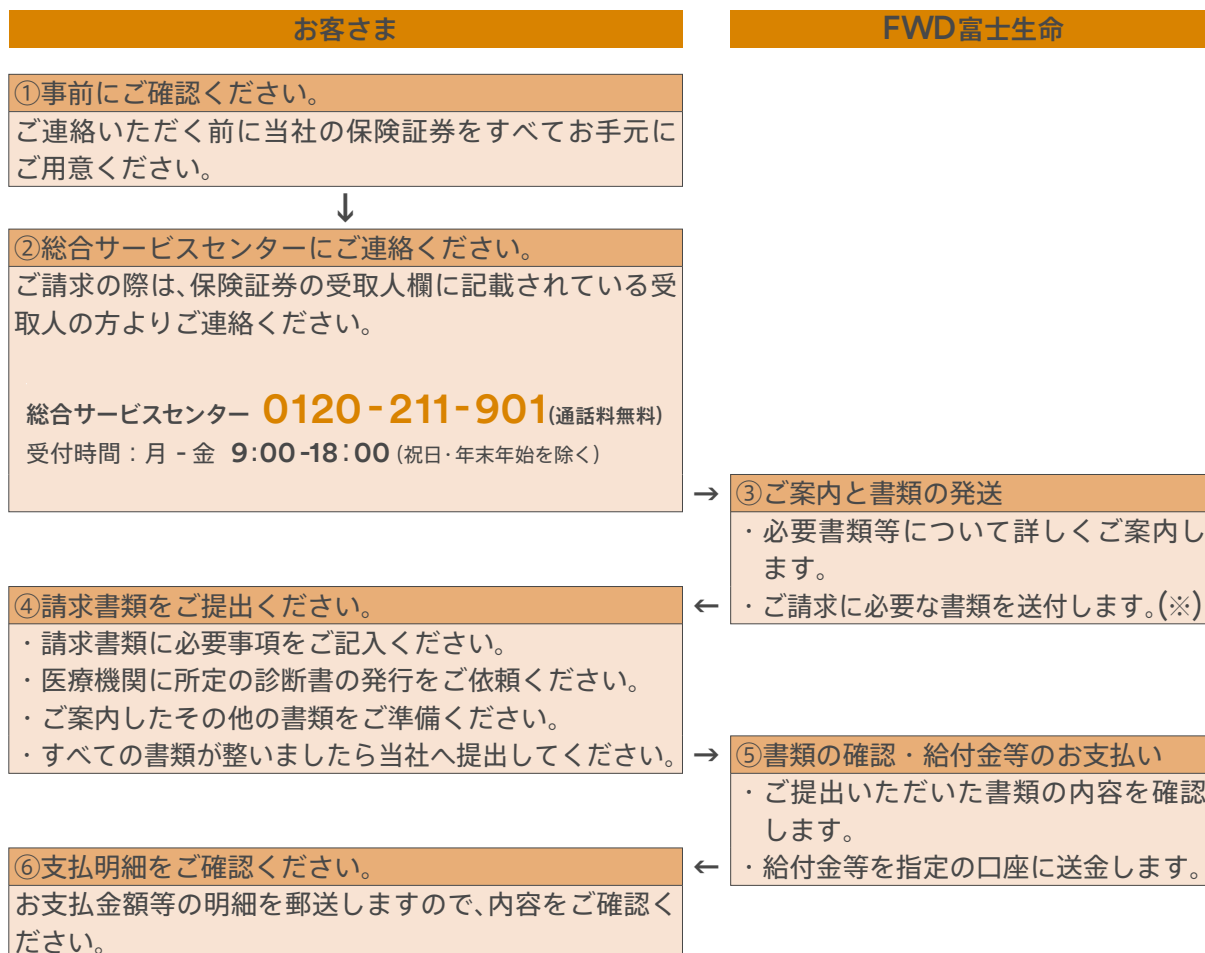 お客さま
FWD富士生命
①事前にご確認ください。
ご連絡いただく前に当社の保険証券をすべてお手元に
ご用意ください。
↓
②総合サービスセンターにご連絡ください。
ご請求の際は、保険証券の受取人欄に記載されている受
取人の方よりご連絡ください。
総合サービスセンター 0120-211-901(通話料無料)
受付時間：月 - 金 9:00-18:00 (祝日・年末年始を除く)
→
③ご案内と書類の発送
・必要書類等について詳しくご案内し
ます。
・ご請求に必要な書類を送付します。(※)
←
④請求書類をご提出ください。
・請求書類に必要事項をご記入ください。
・医療機関に所定の診断書の発行をご依頼ください。
・ご案内したその他の書類をご準備ください。
・すべての書類が整いましたら当社へ提出してください。
→
⑤書類の確認・給付金等のお支払い
・ご提出いただいた書類の内容を確認
します。
・給付金等を指定の口座に送金します。
←
⑥支払明細をご確認ください。
お支払金額等の明細を郵送しますので、内容をご確認く
ださい。